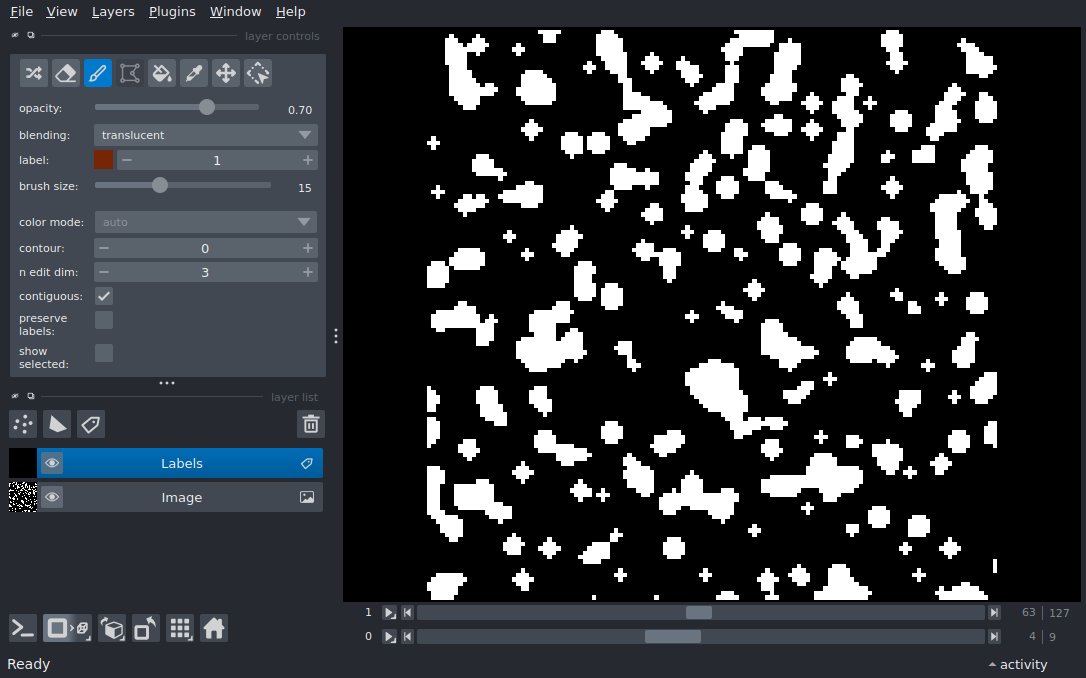 File View Layers Plugins Window Help
layer controls
opacity: 0.70
blending: translucent
label: 1
brush size: 15
color mode: auto
contour: 0
n edit dim: 3
contiguous:
preserve
labels:
show
selected:
layer list
Labels
Image
1 63 127
0 4 9
Ready activity